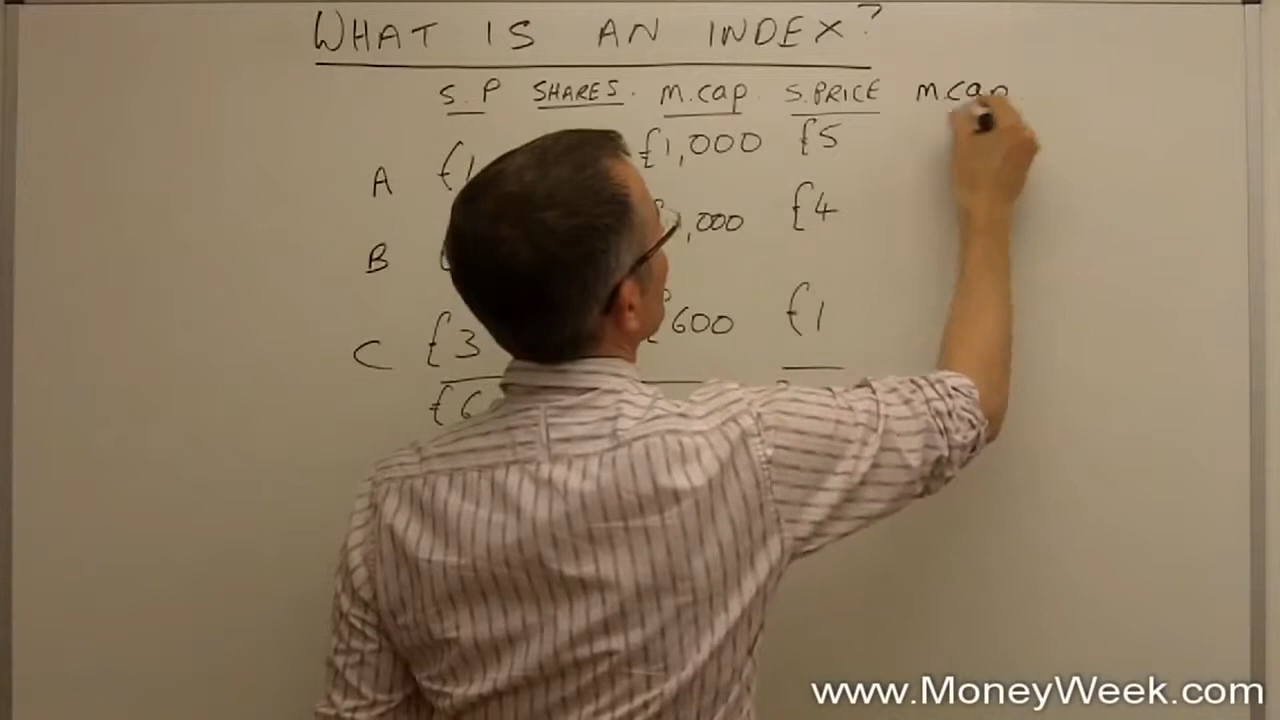 WHAT IS AN INDEX?
S.P SHARES. M.cap S.PRICE M.cap
£1,000 £5
A £1
,000 £4
B
600 £1
C £3
£6
www.MoneyWeek.com